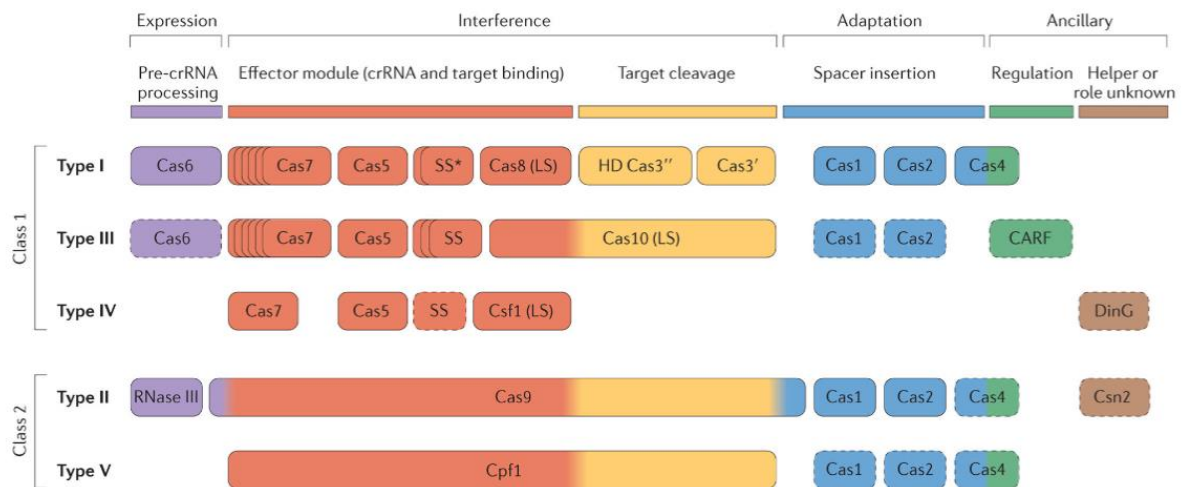 Expression Interference Adaptation Ancillary
Pre-crRNA processing Effector module (crRNA and target binding) Target cleavage Spacer insertion Regulation Helper or role unknown
Class 1
Type I Cas6 Cas7 Cas5 SS* Cas8 (LS) HD Cas3′′ Cas3′ Cas1 Cas2 Cas4
Type III Cas6 Cas7 Cas5 SS Cas10 (LS) Cas1 Cas2 CARF
Type IV Cas7 Cas5 SS Csf1 (LS) DinG
Class 2
Type II RNase III Cas9 Cas1 Cas2 Cas4 Csn2
Type V Cpf1 Cas1 Cas2 Cas4